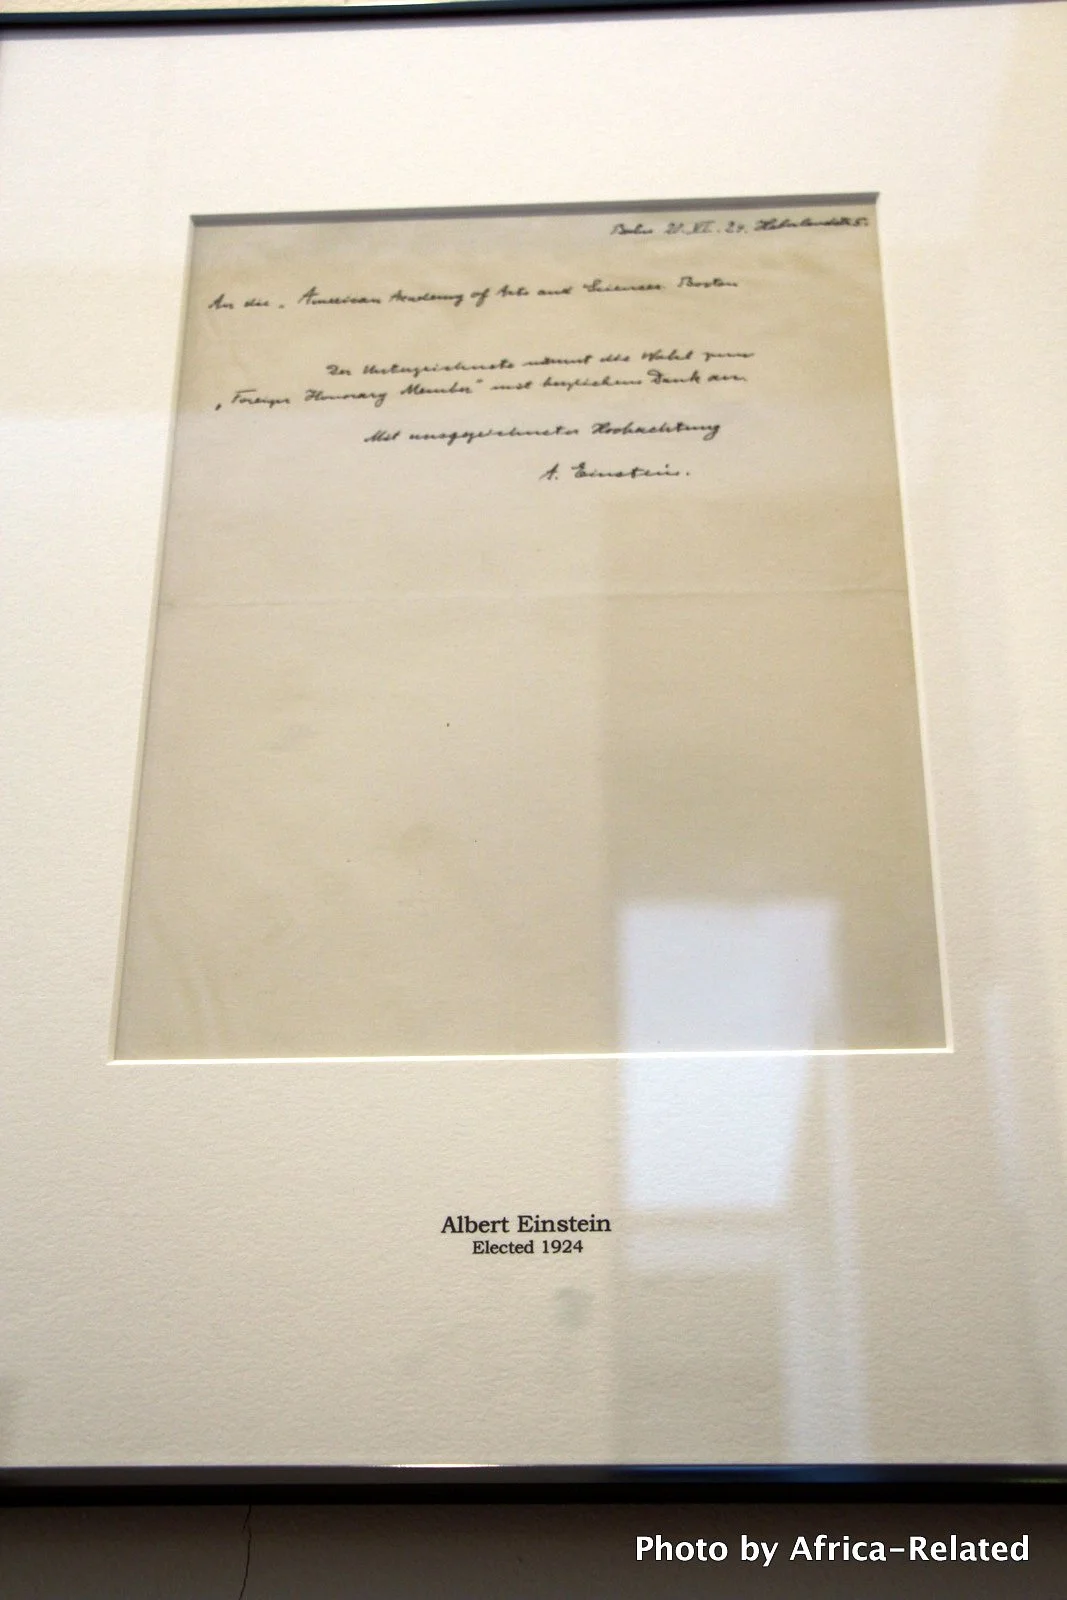 Berlin 20. XI. 24. Haberlandstr. 5.
An die „American Academy of Arts and Sciences Boston
Der Unterzeichnete nimmt die Wahl zum
„Foreign Honorary Member" mit herzlichem Dank an.
Mit ausgezeichneter Hochachtung
A. Einstein.
Albert Einstein
Elected 1924
Photo by Africa-Related